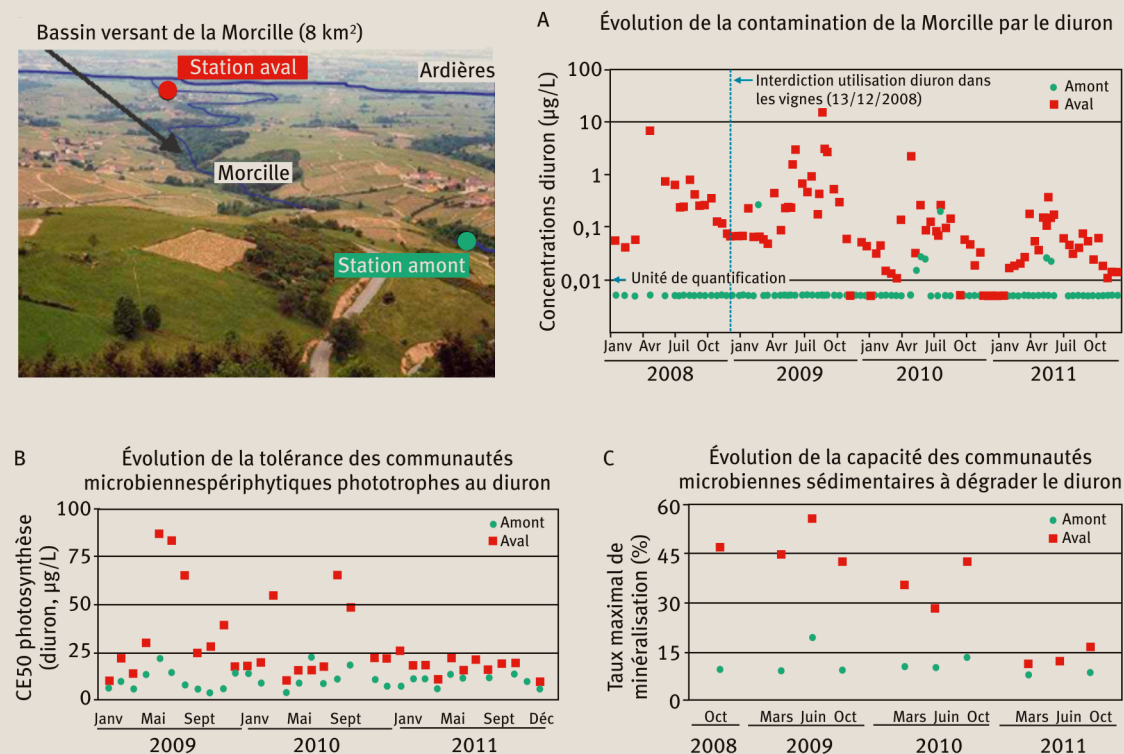 Bassin versant de la Morcille (8 km²)
Station aval
Ardières
Morcille
Station amont
A
Évolution de la contamination de la Morcille par le diuron
Concentrations diuron (µg/L)
100
10
1
0,1
0,01
Interdiction utilisation diuron dans
les vignes (13/12/2008)
Amont
Aval
Unité de quantification
Janv Avr Juil Oct janv Avr Juil Oct janv Avr Juil Oct janv Avr Juil Oct
2008 2009 2010 2011
B
Évolution de la tolérance des communautés
microbiennespériphytiques phototrophes au diuron
CE50 photosynthèse
(diuron, µg/L)
100
75
50
25
0
Amont
Aval
Janv Mai Sept Janv Mai Sept Janv Mai Sept Déc
2009 2010 2011
C
Évolution de la capacité des communautés
microbiennes sédimentaires à dégrader le diuron
Taux maximal de
minéralisation (%)
60
45
30
15
0
Amont
Aval
Oct Mars Juin Oct Mars Juin Oct Mars Juin Oct
2008 2009 2010 2011